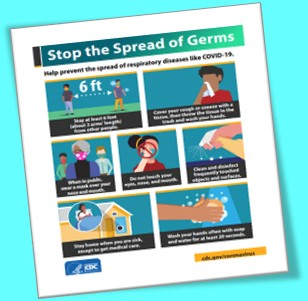 Stop the Spread of Germs
Help prevent the spread of respiratory diseases like COVID-19.
6 ft
Stay at least 6 feet
(about 2 arms' length)
from other people.
Cover your cough or sneeze with a
tissue, then throw the tissue in the
trash and wash your hands.
When in public,
wear a mask over your
nose and mouth.
Do not touch your
eyes, nose, and mouth.
Clean and disinfect
frequently touched
objects and surfaces.
Stay home when you are sick,
except to get medical care.
Wash your hands often with soap
and water for at least 20 seconds.
CDC
cdc.gov/coronavirus